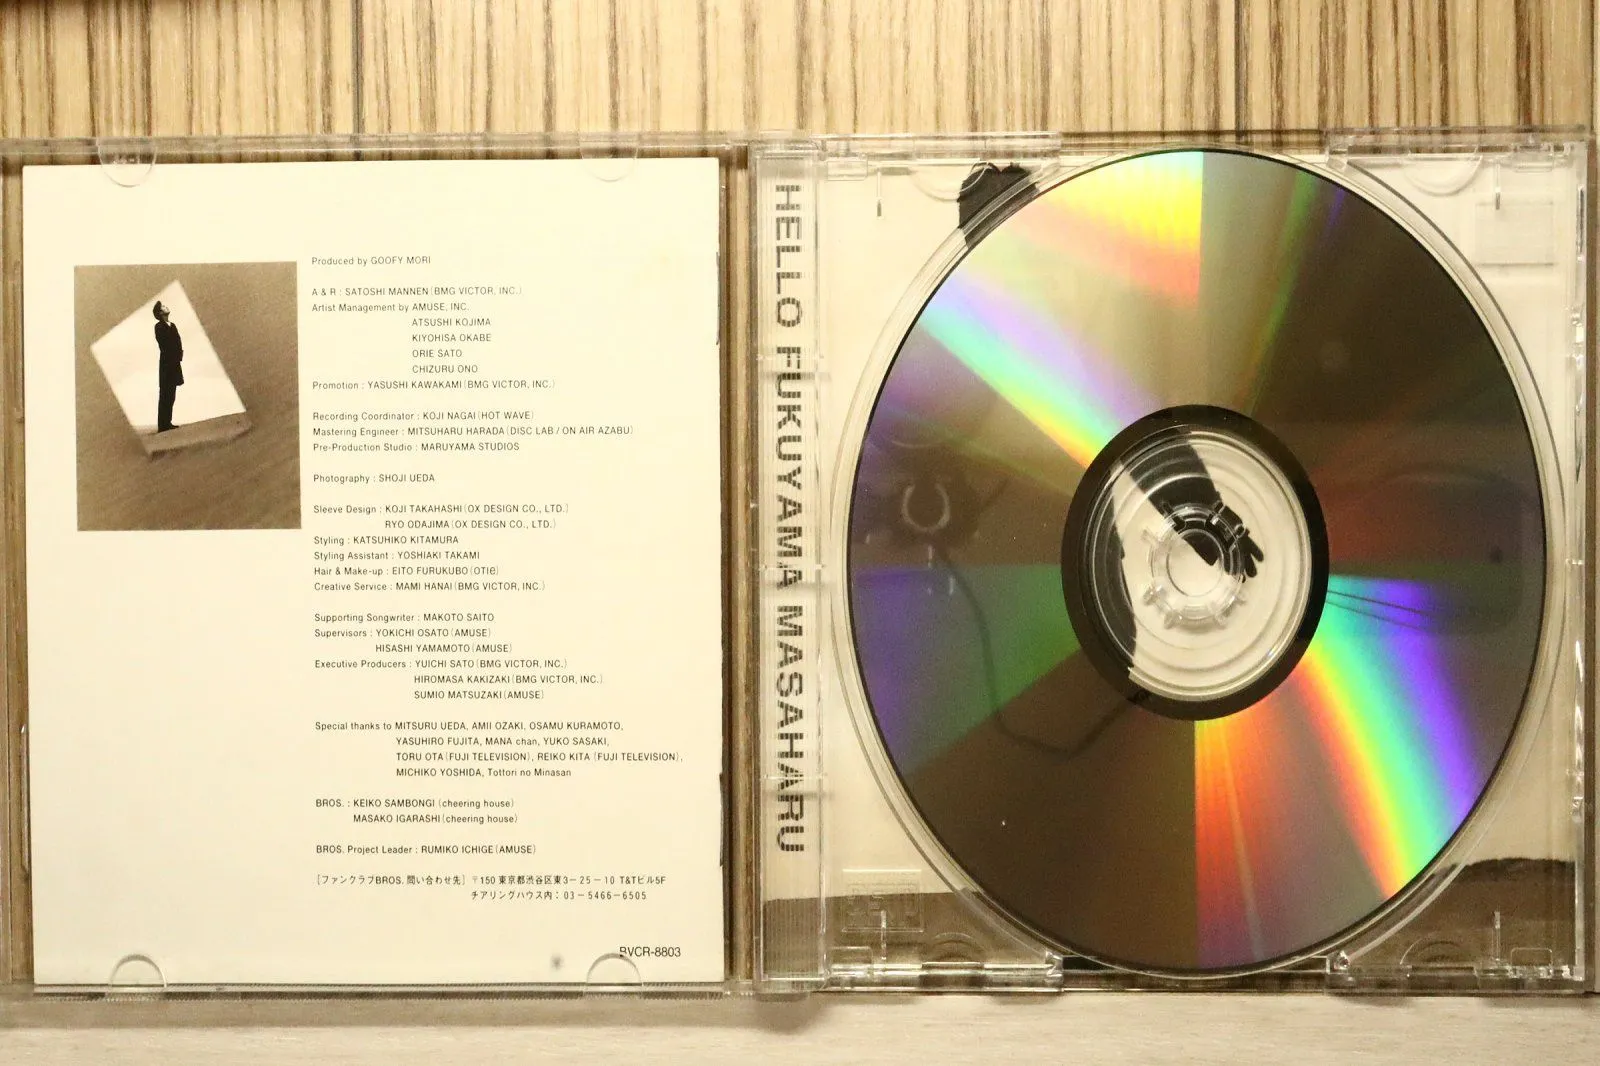 Produced by GOOFY MORI
A & R : SATOSHI MANNEN (BMG VICTOR, INC.)
Artist Management by AMUSE, INC.
ATSUSHI KOJIMA
KIYOHISA OKABE
ORIE SATO
CHIZURU ONO
Promotion : YASUSHI KAWAKAMI (BMG VICTOR, INC.)
Recording Coordinator : KOJI NAGAI (HOT WAVE)
Mastering Engineer : MITSUHARU HARADA (DISC LAB / ON AIR AZABU)
Pre-Production Studio : MARUYAMA STUDIOS
Photography : SHOJI UEDA
Sleeve Design : KOJI TAKAHASHI (OX DESIGN CO., LTD.)
RYO ODAJIMA (OX DESIGN CO., LTD.)
Styling : KATSUHIKO KITAMURA
Styling Assistant : YOSHIAKI TAKAMI
Hair & Make-up : EITO FURUKUBO (OTIe)
Creative Service : MAMI HANAI (BMG VICTOR, INC.)
Supporting Songwriter : MAKOTO SAITO
Supervisors : YOKICHI OSATO (AMUSE)
HISASHI YAMAMOTO (AMUSE)
Executive Producers : YUICHI SATO (BMG VICTOR, INC.)
HIROMASA KAKIZAKI (BMG VICTOR, INC.)
SUMIO MATSUZAKI (AMUSE)
Special thanks to MITSURU UEDA, AMII OZAKI, OSAMU KURAMOTO,
YASUHIRO FUJITA, MANA chan, YUKO SASAKI,
TORU OTA (FUJI TELEVISION), REIKO KITA (FUJI TELEVISION),
MICHIKO YOSHIDA, Tottori no Minasan
BROS. : KEIKO SAMBONGI (cheering house)
MASAKO IGARASHI (cheering house)
BROS. Project Leader : RUMIKO ICHIGE (AMUSE)
[ファンクラブBROS. 問い合わせ先] 〒150 東京都渋谷区東3-25-10 T&Tビル5F
チアリングハウス内：03-5466-6505
BVCR-8803
HELLO FUKUYAMA MASAHARU